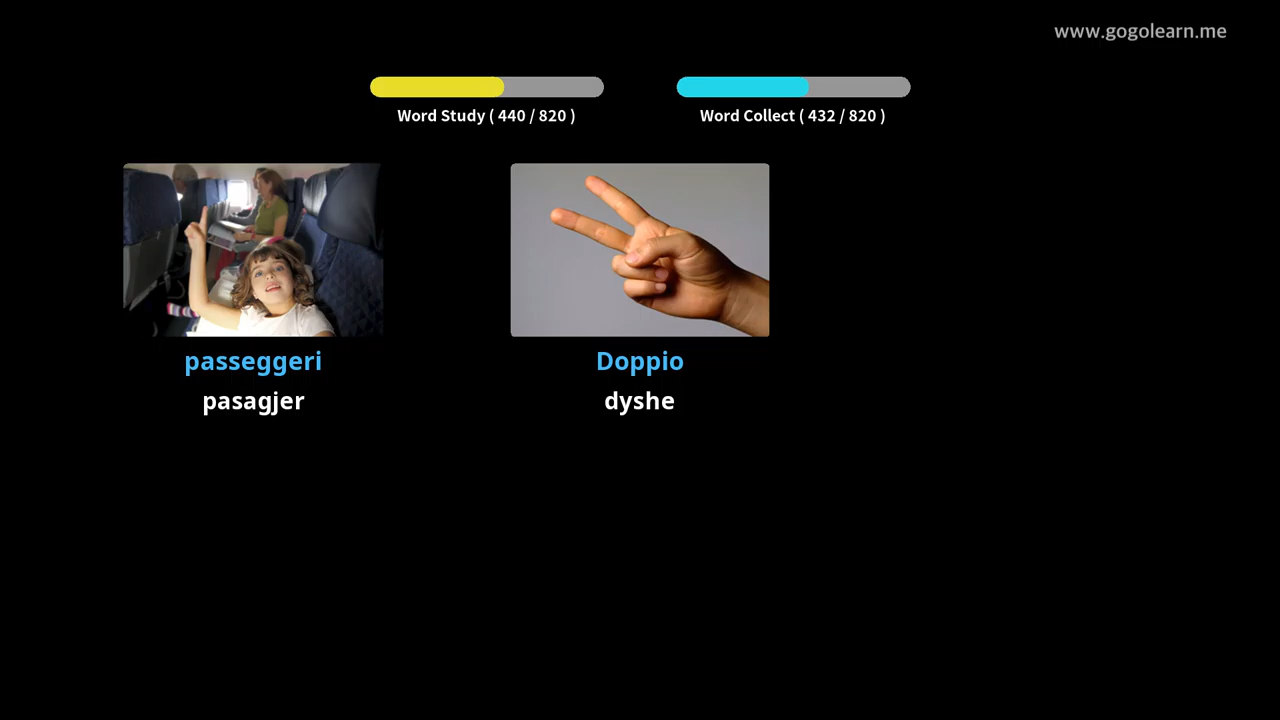 www.gogolearn.me
Word Study ( 440 / 820 )
Word Collect ( 432 / 820 )
passeggeri
pasagjer
Doppio
dyshe